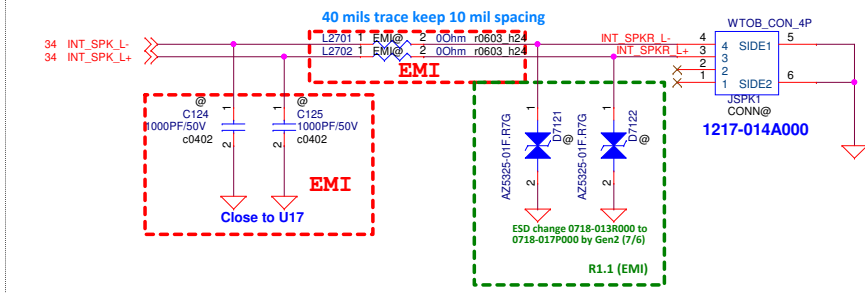 40 mils trace keep 10 mil spacing
WTOB_CON_4P
34 INT_SPK_L-
L2701 1 EMI@ 2 0Ohm r0603_h24
INT_SPKR_L- 4
4 SIDE1 5
34 INT_SPK_L+
L2702 1 EMI@ 2 0Ohm r0603_h24
INT_SPKR_L+ 3
3
EMI
2
2
1
1 SIDE2 6
JSPK1
CONN@
1217-014A000
@
C124
1000PF/50V
c0402
1
2
@
C125
1000PF/50V
c0402
1
2
EMI
Close to U17
AZ5325-01F.R7G
1
2
D7121
@
AZ5325-01F.R7G
1
2
D7122
@
ESD change 0718-013R000 to
0718-017P000 by Gen2 (7/6)
R1.1 (EMI)